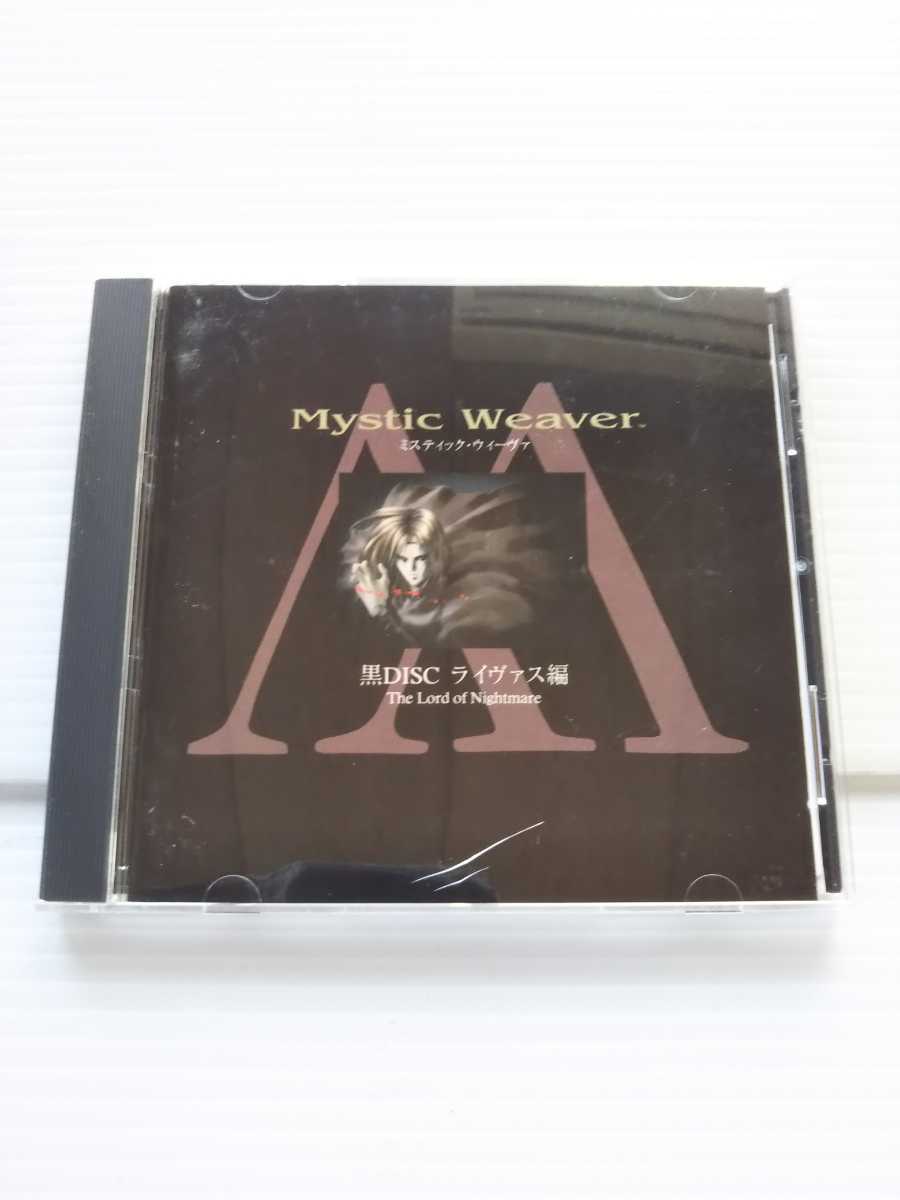 Mystic Weaver™
ミスティック・ウィーヴァ
黒DISC ライヴァス編
The Lord of Nightmare